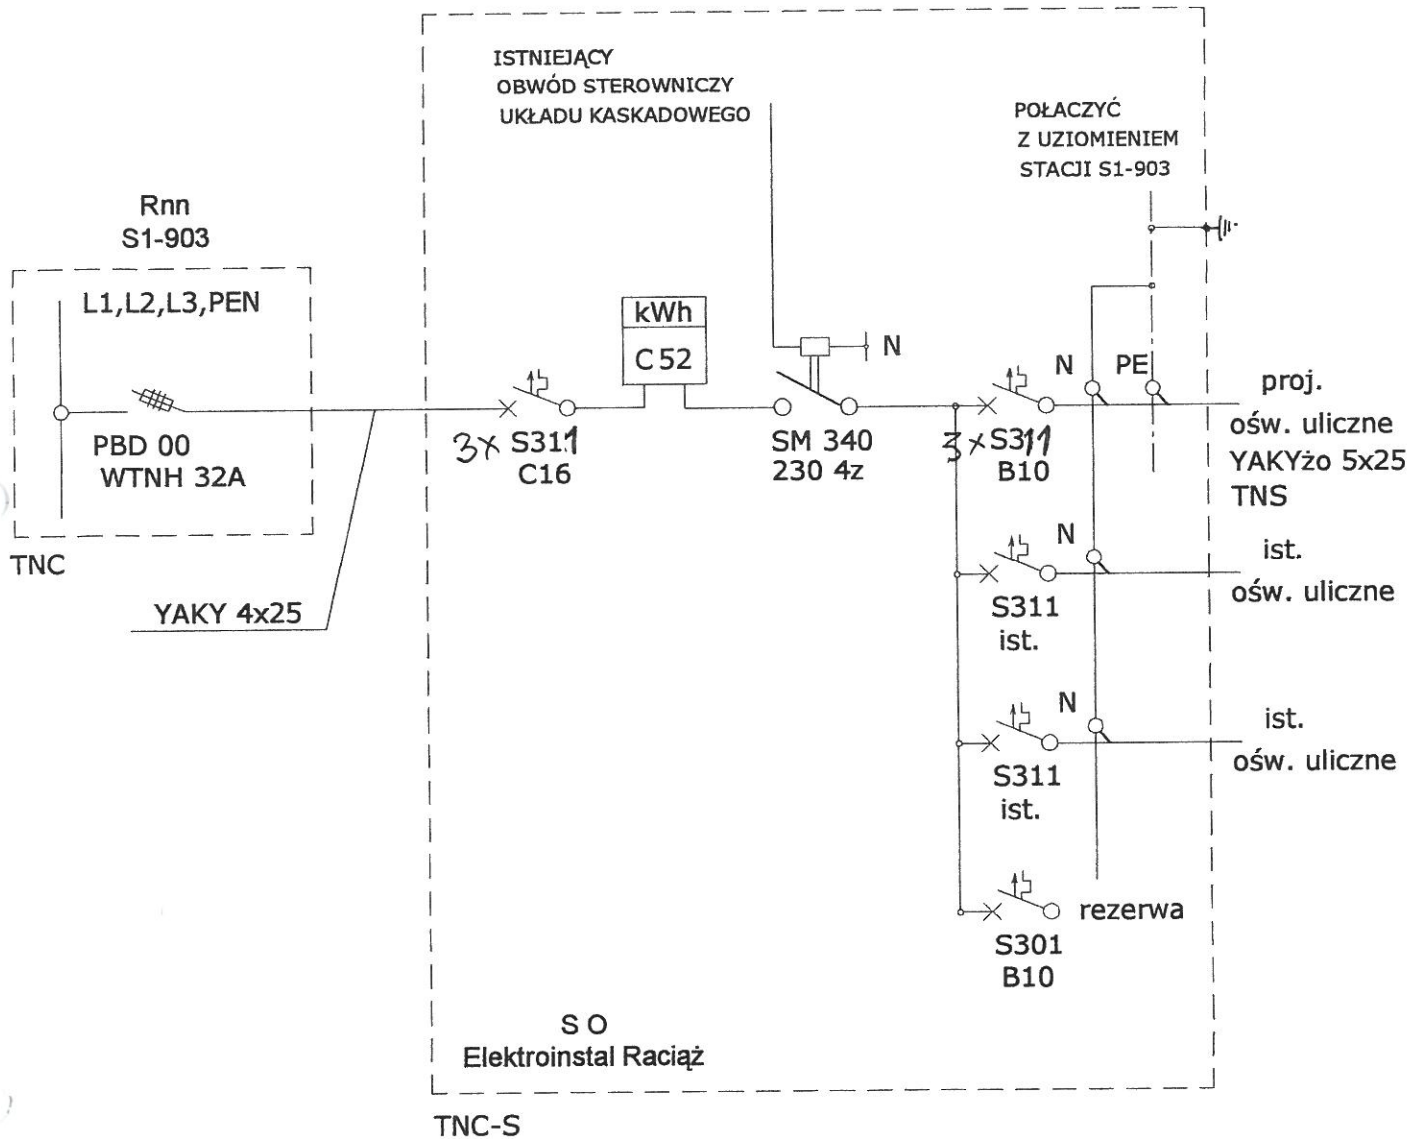 ISTNIEJĄCY
OBWÓD STEROWNICZY
UKŁADU KASKADOWEGO
POŁACZYĆ
Z UZIOMIENIEM
STACJI S1-903
Rnn
S1-903
L1,L2,L3,PEN
PBD 00
WTNH 32A
TNC
YAKY 4x25
3x S311
C16
kWh
C 52
N
SM 340
230 4z
3x S311
B10
N
PE
proj.
ośw. uliczne
YAKYżo 5x25
TNS
N
S311
ist.
ist.
ośw. uliczne
N
S311
ist.
ist.
ośw. uliczne
rezerwa
S301
B10
S O
Elektroinstal Raciąż
TNC-S